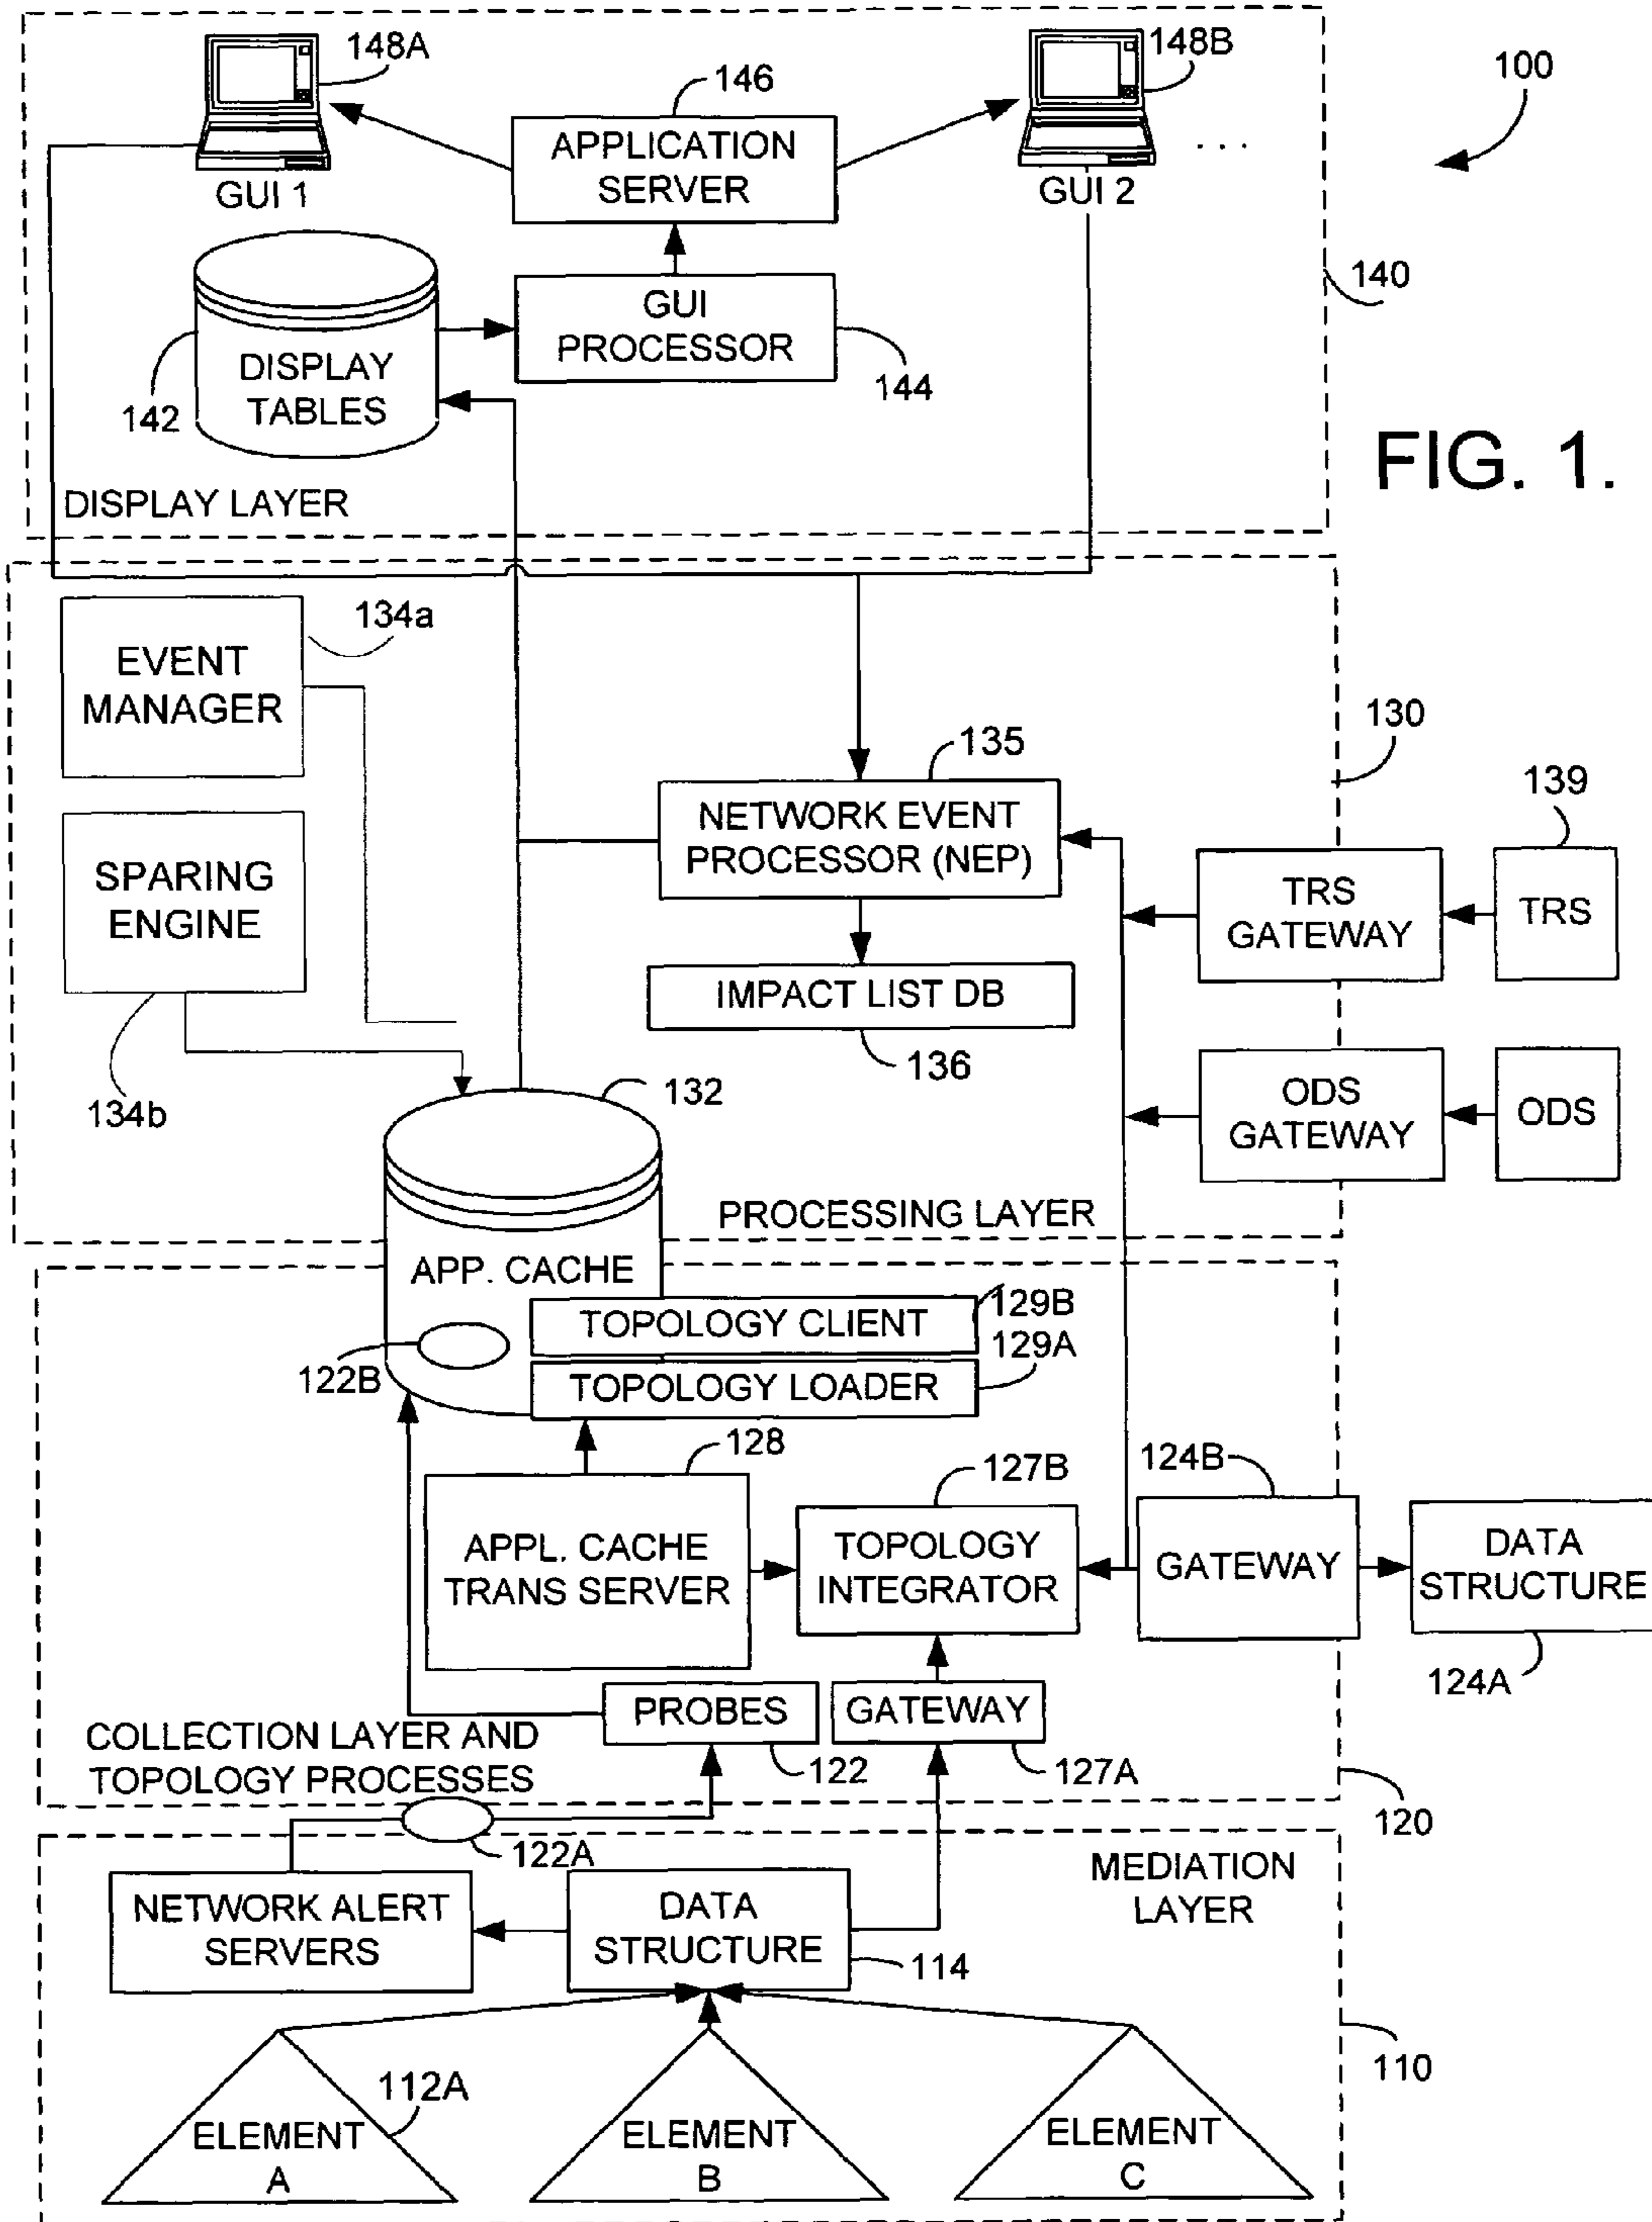 148A
148B
146
100
APPLICATION
SERVER
. . .
GUI 1
GUI 2
140
GUI
PROCESSOR
DISPLAY
TABLES
142
144
FIG. 1.
DISPLAY LAYER
134a
EVENT
MANAGER
130
135
139
NETWORK EVENT
PROCESSOR (NEP)
SPARING
ENGINE
TRS
GATEWAY
TRS
IMPACT LIST DB
136
132
134b
ODS
GATEWAY
ODS
PROCESSING LAYER
APP. CACHE
129B
TOPOLOGY CLIENT
129A
122B
TOPOLOGY LOADER
128
127B
124B
APPL. CACHE
TRANS SERVER
TOPOLOGY
INTEGRATOR
GATEWAY
DATA
STRUCTURE
124A
PROBES
GATEWAY
COLLECTION LAYER AND
TOPOLOGY PROCESSES
122
127A
120
122A
MEDIATION
LAYER
NETWORK ALERT
SERVERS
DATA
STRUCTURE
114
110
112A
ELEMENT
A
ELEMENT
B
ELEMENT
C